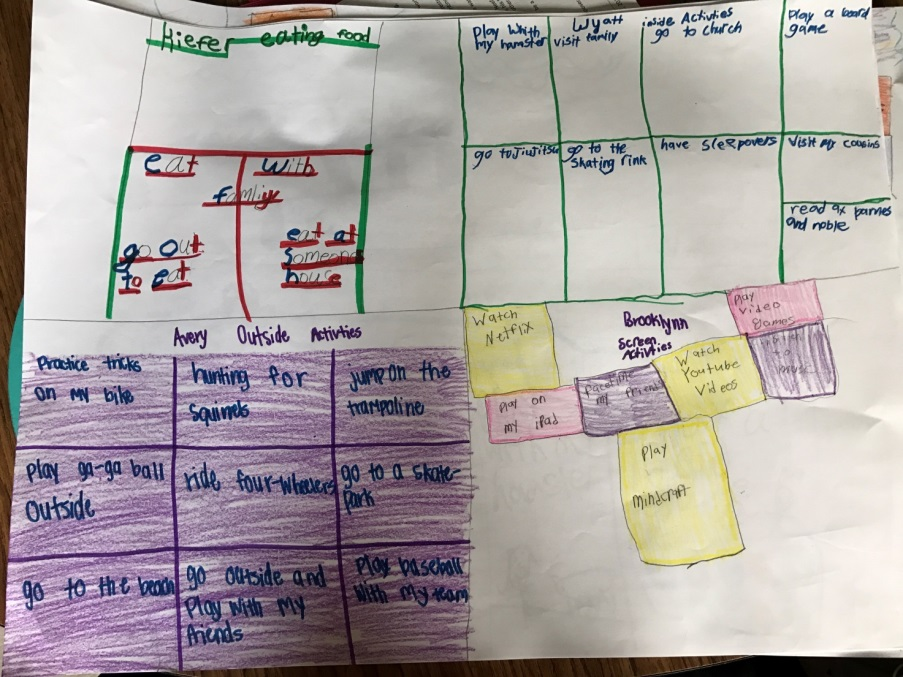 Kiefer eating food
eat with
family
go out
to eat
eat at
Someone
house
Play With
my hamster
Wyatt
visit family
inside Activities
go to church
Play a board
game
go to Jiujitsu
go to the
skating rink
have sleepovers
Visit my cousins
read at barnes
and noble
Avery Outside Activties
Practice tricks
on my bike
hunting for
Squirrels
jump on the
trampoline
Play ga-ga ball
Outside
ride four-wheelers
go to a skate-
Park
go to the beach
go outside and
Play with My
friends
Play baseball
with my team
Brooklynn
Screen
Activities
Watch
Netflix
Play on
my iPad
facetime
my friends
Watch
Youtube
Videos
Play
Video
Games
to
music
Play